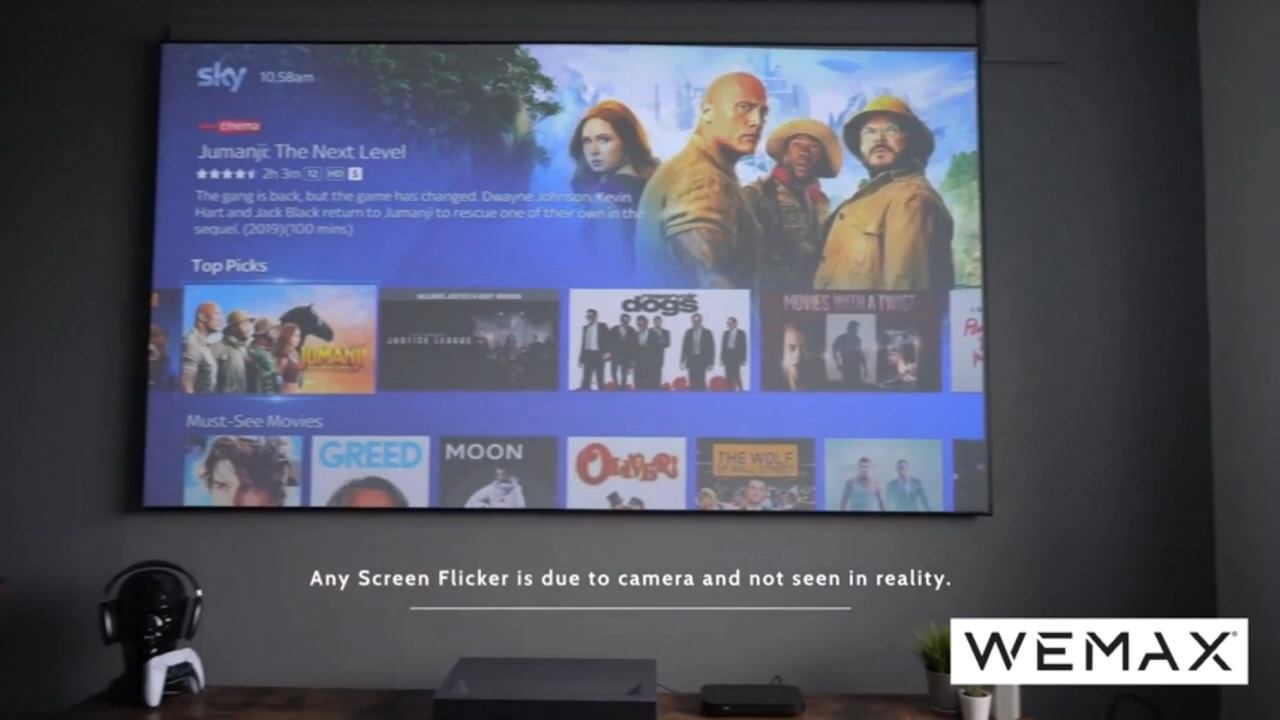 sky 10.58am
cinema
Jumanji: The Next Level
2h 3m 12 HD S
The gang is back, but the game has changed. Dwayne Johnson, Kevin
Hart and Jack Black return to Jumanji to rescue one of their own in the
sequel. (2019)(100 mins)
Top Picks
JUMANJI
JUSTICE LEAGUE
dogs
MOVIES WITH A TWIST
Must-See Movies
GREED
MOON
OLIVER!
THE WOLF
OF WALL STREET
Any Screen Flicker is due to camera and not seen in reality.
WEMAX